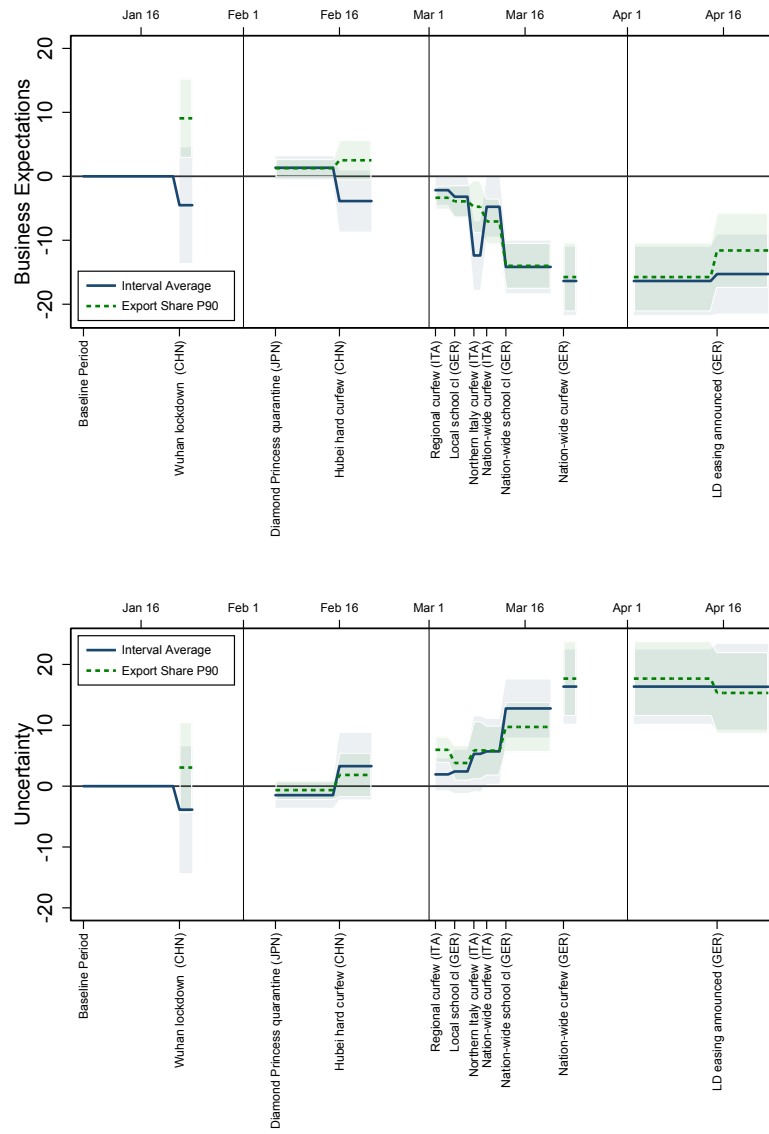 Jan 16
Feb 1
Feb 16
Mar 1
Mar 16
Apr 1
Apr 16
Business Expectations
20
10
0
-10
-20
Interval Average
Export Share P90
Baseline Period
Wuhan lockdown (CHN)
Diamond Princess quarantine (JPN)
Hubei hard curfew (CHN)
Regional curfew (ITA)
Local school cl (GER)
Northern Italy curfew (ITA)
Nation-wide curfew (ITA)
Nation-wide school cl (GER)
Nation-wide curfew (GER)
LD easing announced (GER)
Jan 16
Feb 1
Feb 16
Mar 1
Mar 16
Apr 1
Apr 16
Uncertainty
20
10
0
-10
-20
Interval Average
Export Share P90
Baseline Period
Wuhan lockdown (CHN)
Diamond Princess quarantine (JPN)
Hubei hard curfew (CHN)
Regional curfew (ITA)
Local school cl (GER)
Northern Italy curfew (ITA)
Nation-wide curfew (ITA)
Nation-wide school cl (GER)
Nation-wide curfew (GER)
LD easing announced (GER)